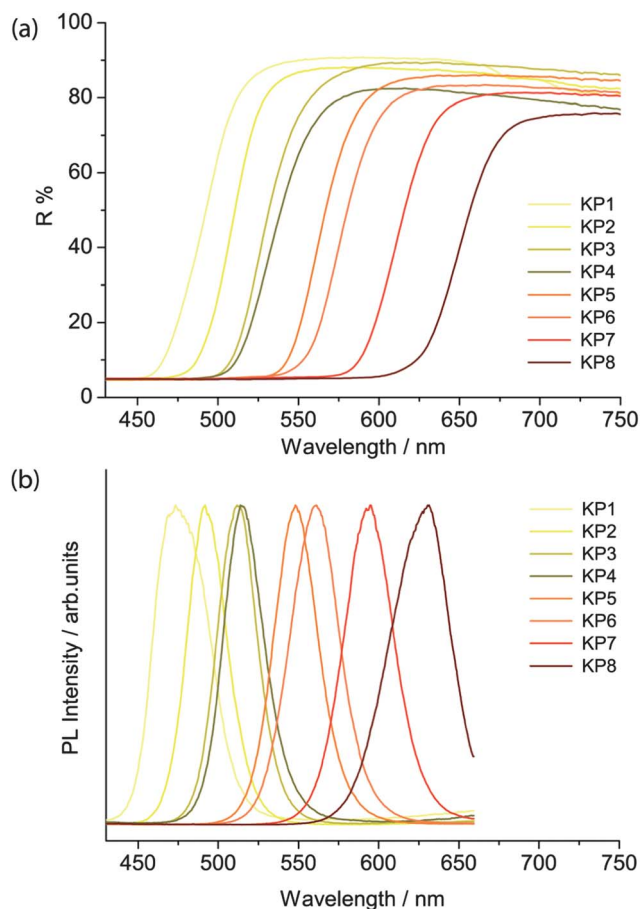 (a)
100
80
60
40
20
0
R %
KP1
KP2
KP3
KP4
KP5
KP6
KP7
KP8
450 500 550 600 650 700 750
Wavelength / nm
(b)
PL Intensity / arb.units
KP1
KP2
KP3
KP4
KP5
KP6
KP7
KP8
450 500 550 600 650 700 750
Wavelength / nm